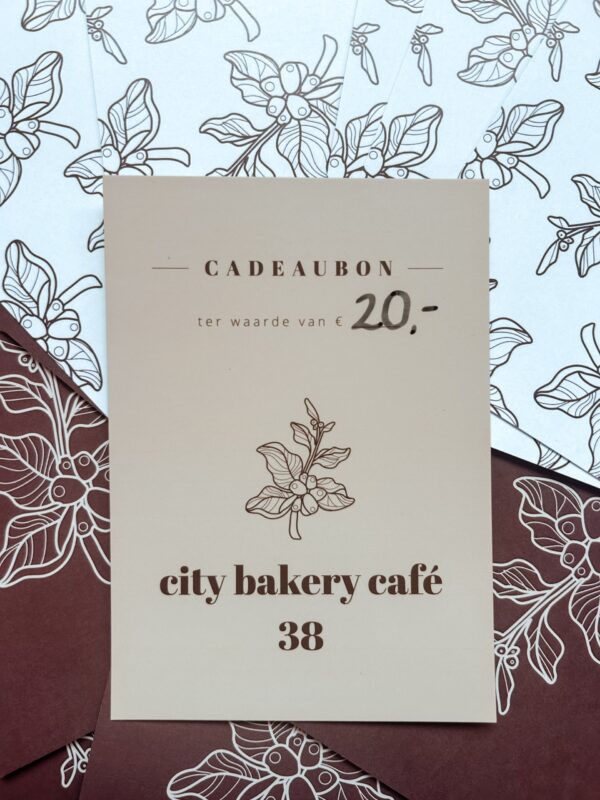 CADEAUBON
ter waarde van € 20,-
city bakery café
38